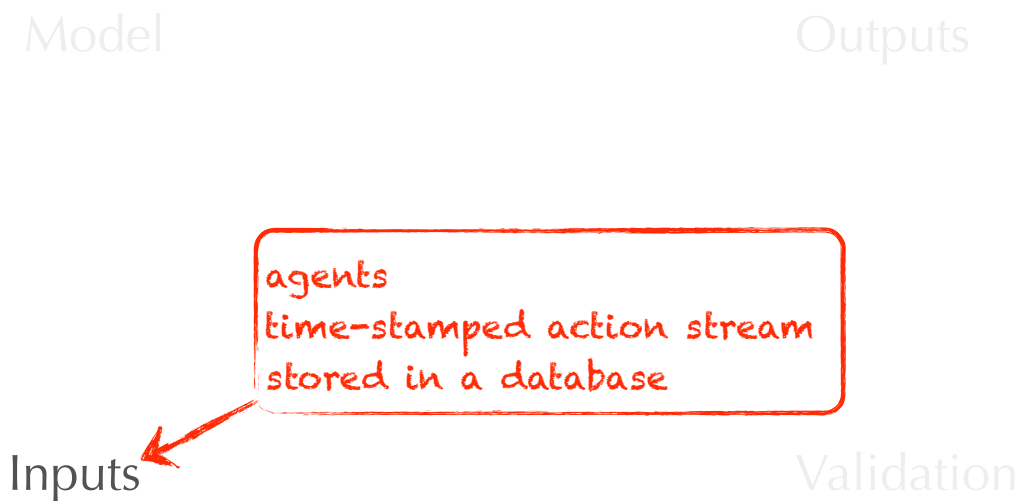 Model
Outputs
agents
time-stamped action stream
stored in a database
Inputs
Validation